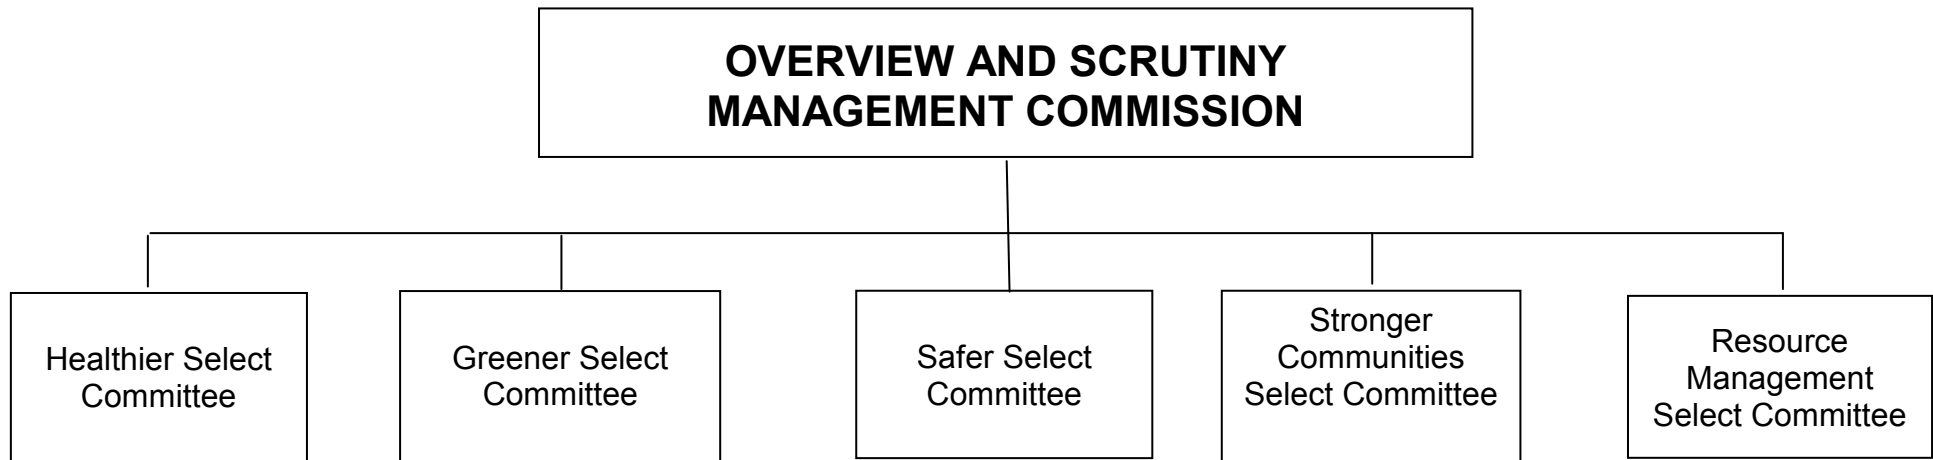 OVERVIEW AND SCRUTINY
MANAGEMENT COMMISSION
Healthier Select
Committee
Greener Select
Committee
Safer Select
Committee
Stronger
Communities
Select Committee
Resource
Management
Select Committee